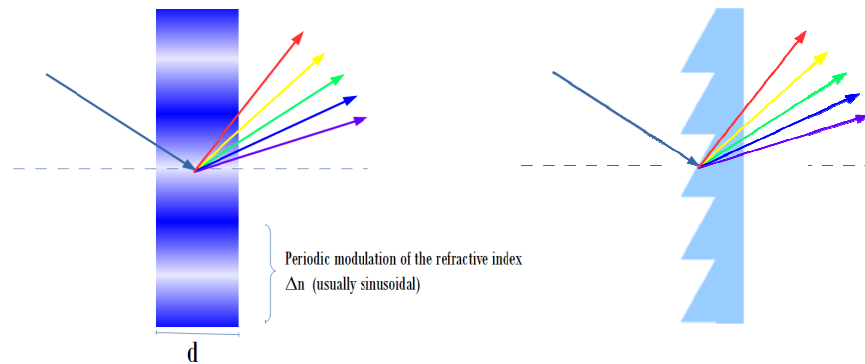 Periodic modulation of the refractive index
Δn (usually sinusoidal)
d